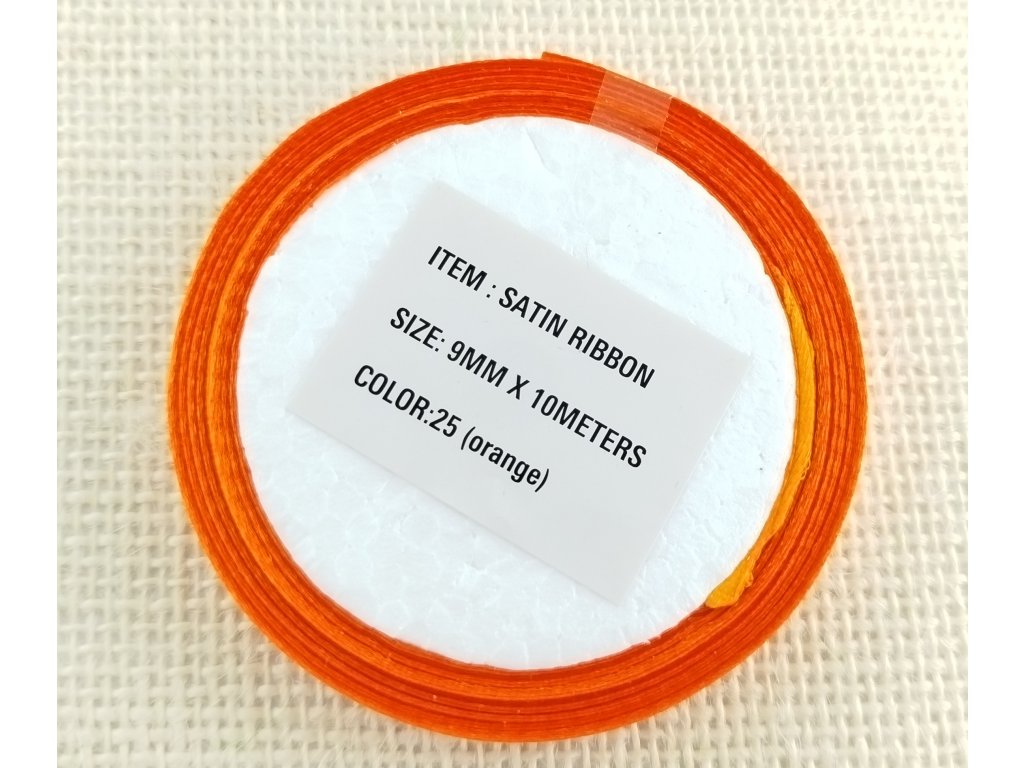 ITEM : SATIN RIBBON
SIZE: 9MM X 10METERS
COLOR:25 (orange)